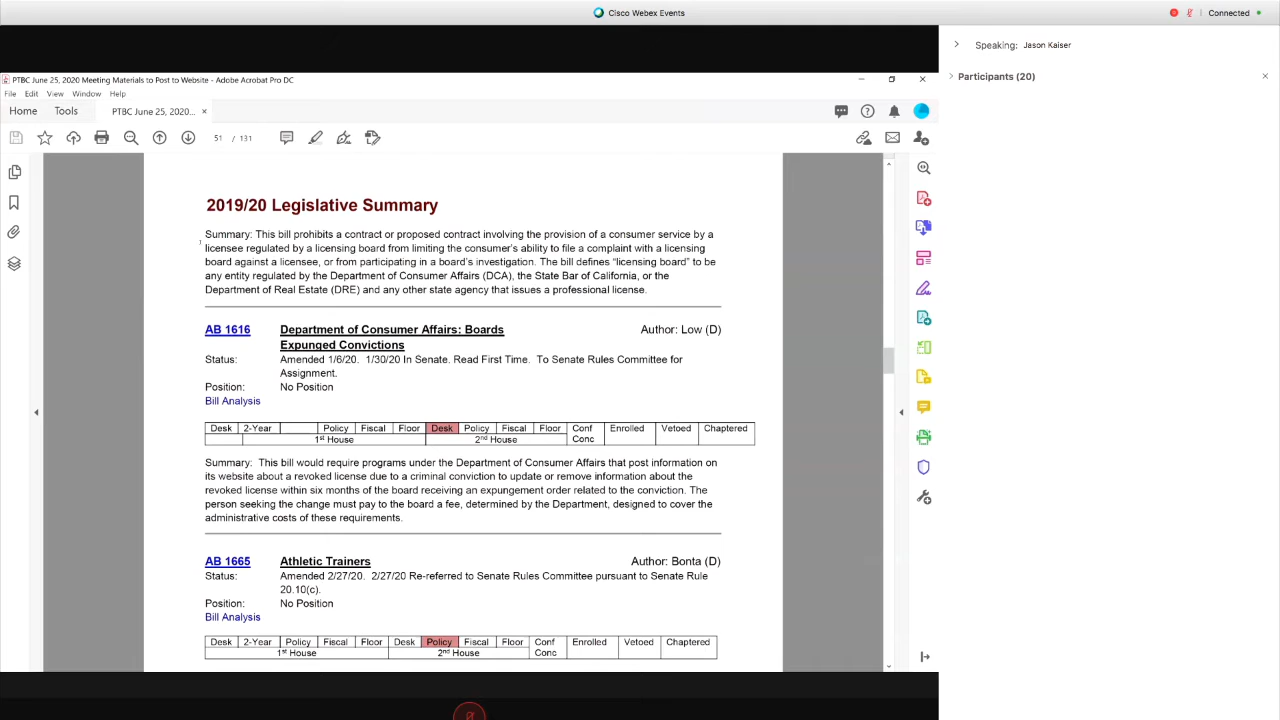 Cisco Webex Events
Connected
Speaking: Jason Kaiser
Participants (20)
PTBC June 25, 2020 Meeting Materials to Post to Website - Adobe Acrobat Pro DC
File Edit View Window Help
Home Tools PTBC June 25, 2020...
51 / 131
2019/20 Legislative Summary
Summary: This bill prohibits a contract or proposed contract involving the provision of a consumer service by a
licensee regulated by a licensing board from limiting the consumer's ability to file a complaint with a licensing
board against a licensee, or from participating in a board's investigation. The bill defines "licensing board" to be
any entity regulated by the Department of Consumer Affairs (DCA), the State Bar of California, or the
Department of Real Estate (DRE) and any other state agency that issues a professional license.
AB 1616 Department of Consumer Affairs: Boards Author: Low (D)
Expunged Convictions
Status: Amended 1/6/20. 1/30/20 In Senate. Read First Time. To Senate Rules Committee for
Assignment.
Position: No Position
Bill Analysis
Desk 2-Year Policy Fiscal Floor Desk Policy Fiscal Floor Conf Enrolled Vetoed Chaptered
1st House 2nd House Conc
Summary: This bill would require programs under the Department of Consumer Affairs that post information on
its website about a revoked license due to a criminal conviction to update or remove information about the
revoked license within six months of the board receiving an expungement order related to the conviction. The
person seeking the change must pay to the board a fee, determined by the Department, designed to cover the
administrative costs of these requirements.
AB 1665 Athletic Trainers Author: Bonta (D)
Status: Amended 2/27/20. 2/27/20 Re-referred to Senate Rules Committee pursuant to Senate Rule
20.10(c).
Position: No Position
Bill Analysis
Desk 2-Year Policy Fiscal Floor Desk Policy Fiscal Floor Conf Enrolled Vetoed Chaptered
1st House 2nd House Conc